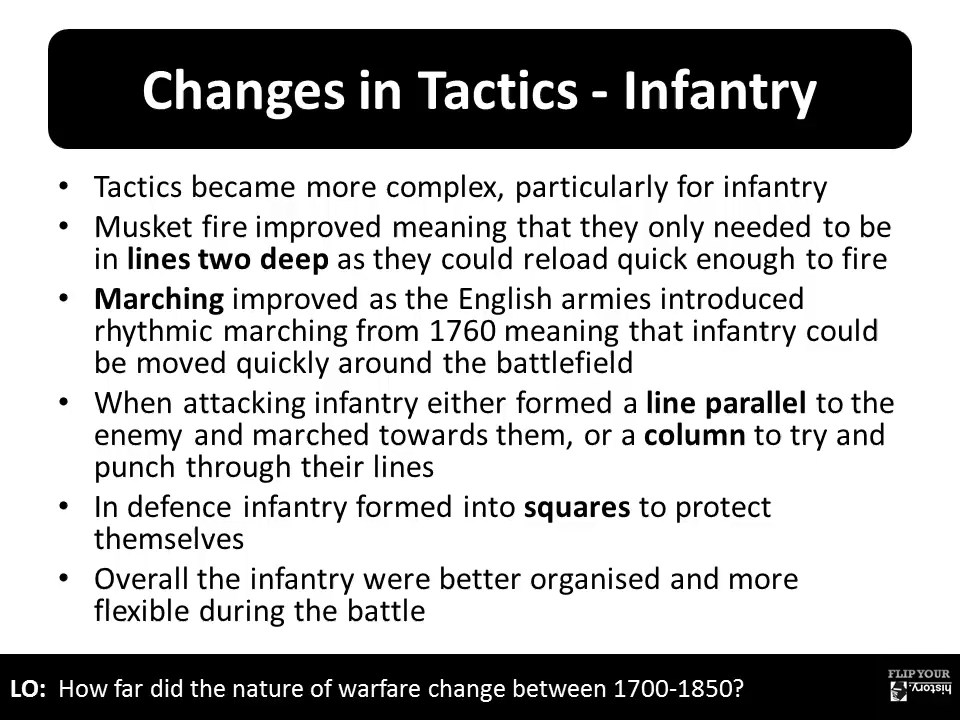 Changes in Tactics - Infantry
• Tactics became more complex, particularly for infantry
• Musket fire improved meaning that they only needed to be
in lines two deep as they could reload quick enough to fire
• Marching improved as the English armies introduced
rhythmic marching from 1760 meaning that infantry could
be moved quickly around the battlefield
• When attacking infantry either formed a line parallel to the
enemy and marched towards them, or a column to try and
punch through their lines
• In defence infantry formed into squares to protect
themselves
• Overall the infantry were better organised and more
flexible during the battle
LO: How far did the nature of warfare change between 1700-1850?
FLIP YOUR
history.